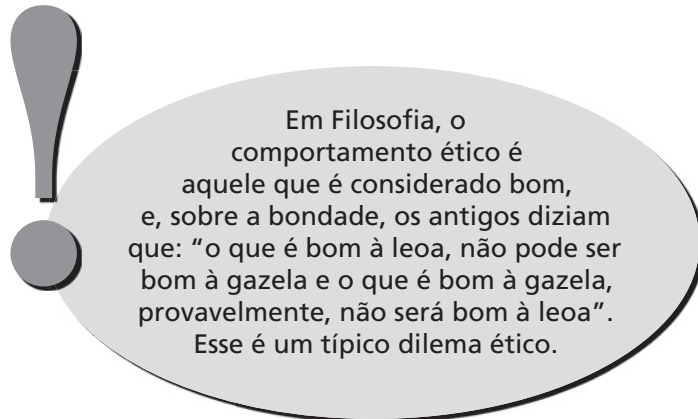 Em Filosofia, o
comportamento ético é
aquele que é considerado bom,
e, sobre a bondade, os antigos diziam
que: “o que é bom à leoa, não pode ser
bom à gazela e o que é bom à gazela,
provavelmente, não será bom à leoa”.
Esse é um típico dilema ético.